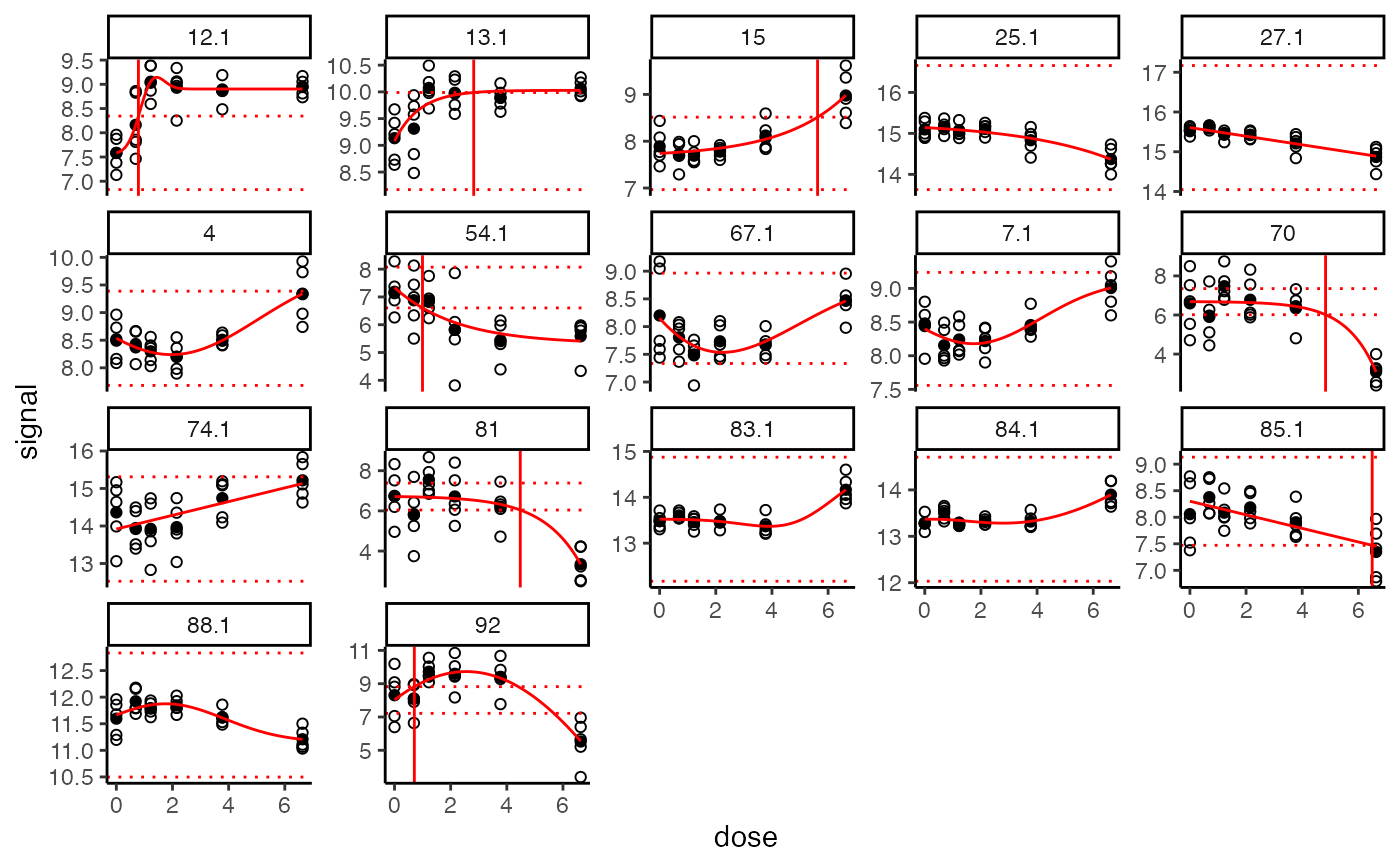 12.1 13.1 15 25.1 27.1
9.5 9.0 8.5 8.0 7.5 7.0
10.5 10.0 9.5 9.0 8.5
9 8 7
16 15 14
17 16 15 14
4 54.1 67.1 7.1 70
10.0 9.5 9.0 8.5 8.0
8 7 6 5 4
9.0 8.5 8.0 7.5 7.0
9.0 8.5 8.0 7.5
8 6 4
74.1 81 83.1 84.1 85.1
16 15 14 13
8 6 4
15 14 13
14 13 12
9.0 8.5 8.0 7.5 7.0
0 2 4 6
0 2 4 6
0 2 4 6
88.1 92
12.5 12.0 11.5 11.0 10.5
11 9 7 5
0 2 4 6
0 2 4 6
signal
dose